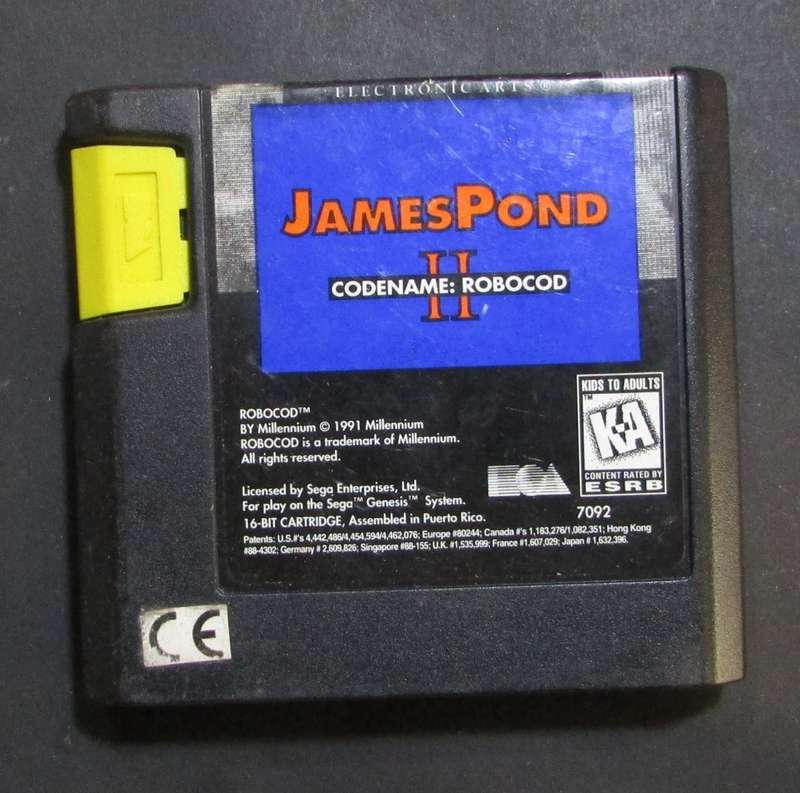 ELECTRONIC ARTS®
JAMESPOND
II
CODENAME: ROBOCOD
KIDS TO ADULTS
™
K-A
CONTENT RATED BY
ESRB
ROBOCOD™
BY Millennium © 1991 Millennium
ROBOCOD is a trademark of Millennium.
All rights reserved.
EA
Licensed by Sega Enterprises, Ltd.
For play on the Sega™ Genesis™ System.
16-BIT CARTRIDGE, Assembled in Puerto Rico.
7092
Patents: U.S.#'s 4,442,486/4,454,594/4,462,076; Europe #80244; Canada #'s 1,183,276/1,082,351; Hong Kong
#88-4302; Germany # 2,609,826; Singapore #88-155; U.K. #1,535,999; France #1,607,029; Japan # 1,632,396.
CE